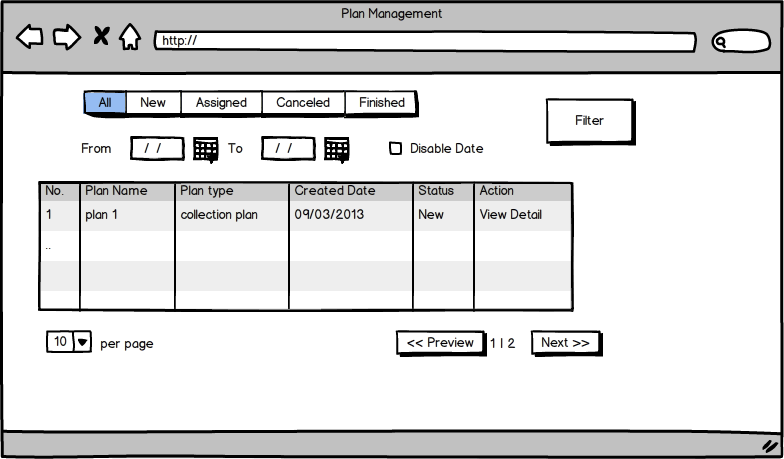 Plan Management
http://
All New Assigned Canceled Finished
Filter
From / / To / / Disable Date
No. Plan Name Plan type Created Date Status Action
1 plan 1 collection plan 09/03/2013 New View Detail
..
10 per page << Preview 1 | 2 Next >>